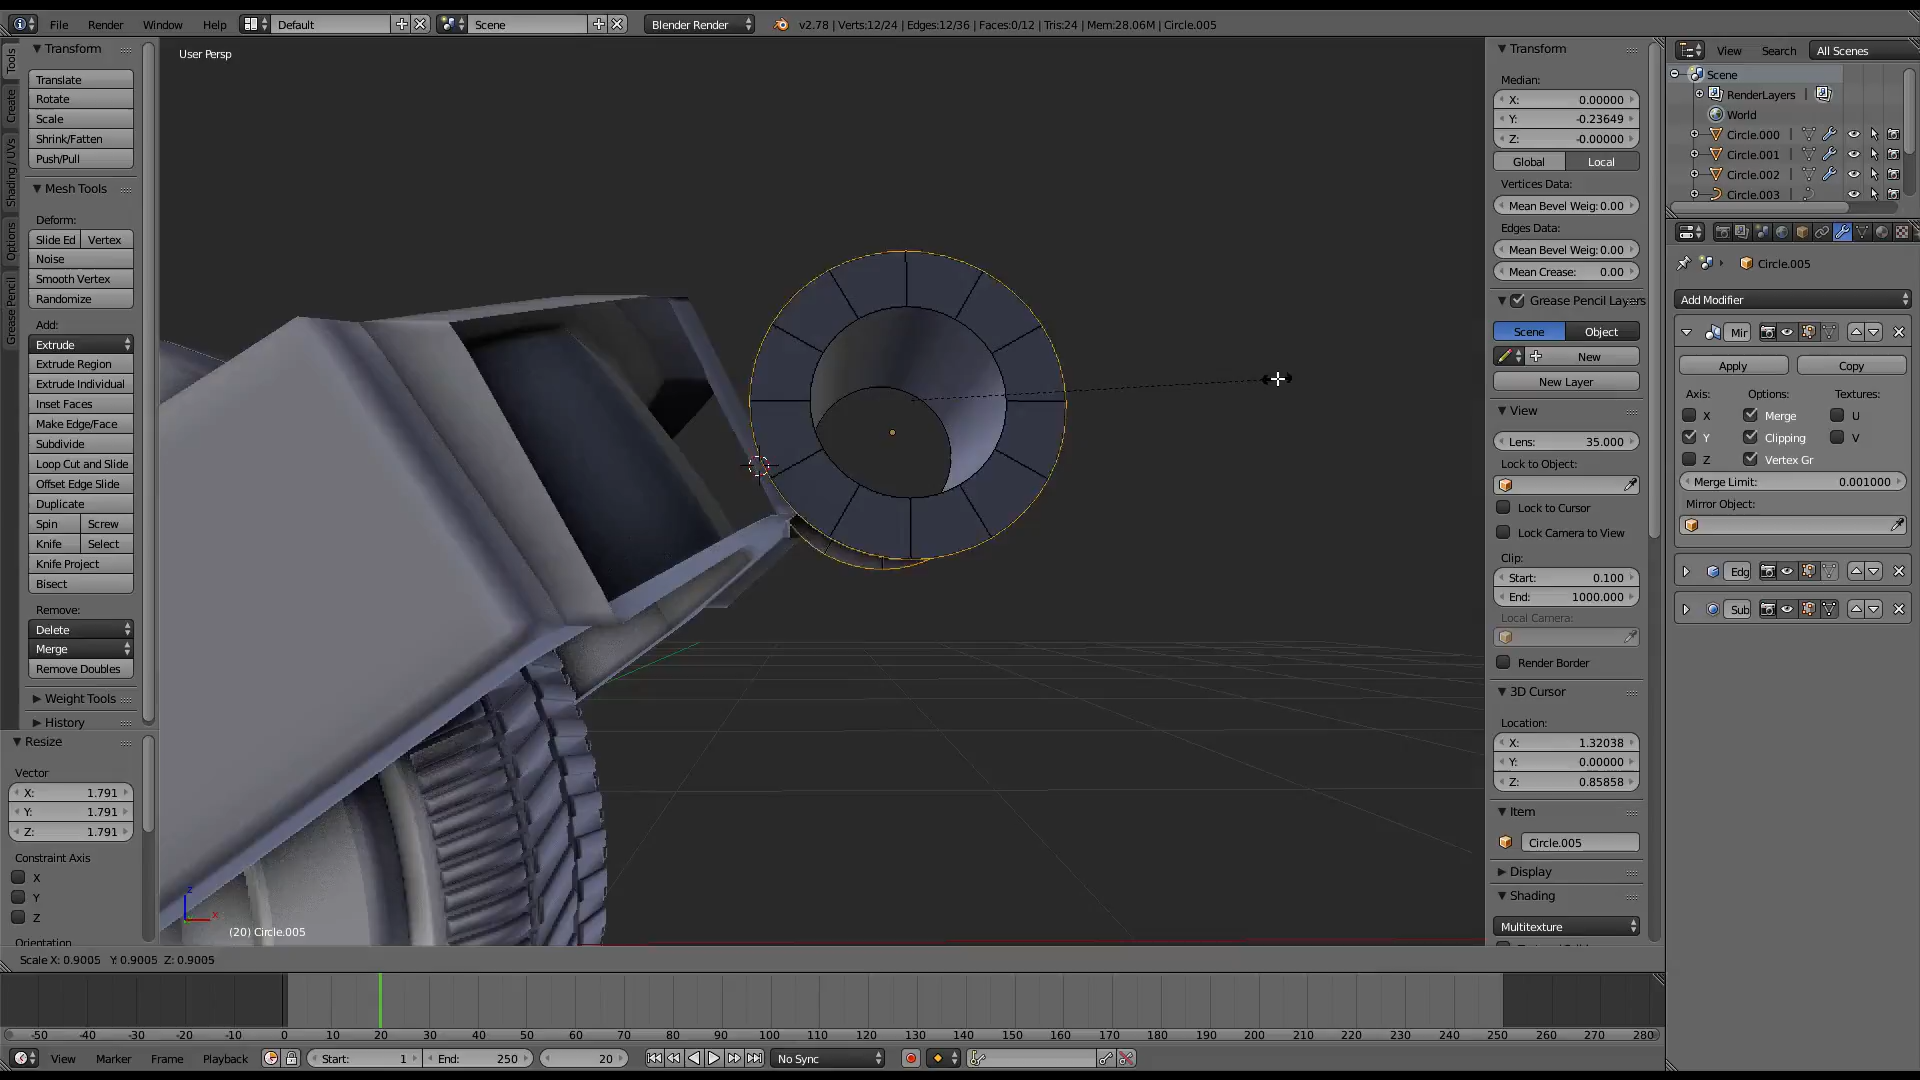 File Render Window Help Default Scene Blender Render v2.78 | Verts:12/24 | Edges:12/36 | Faces:0/12 | Tris:24 | Mem:28.06M | Circle.005
Tools
Create
Shading / UVs
Options
Grease Pencil
Transform
Translate
Rotate
Scale
Shrink/Fatten
Push/Pull
Mesh Tools
Deform:
Slide Ed Vertex
Noise
Smooth Vertex
Randomize
Add:
Extrude
Extrude Region
Extrude Individual
Inset Faces
Make Edge/Face
Subdivide
Loop Cut and Slide
Offset Edge Slide
Duplicate
Spin Screw
Knife Select
Knife Project
Bisect
Remove:
Delete
Merge
Remove Doubles
Weight Tools
History
Resize
Vector
X: 1.791
Y: 1.791
Z: 1.791
Constraint Axis
X
Y
Z
Orientation
User Persp
z
x
(20) Circle.005
Scale X: 0.9005 Y: 0.9005 Z: 0.9005
Transform
Median:
X: 0.00000
Y: -0.23649
Z: -0.00000
Global Local
Vertices Data:
Mean Bevel Weig: 0.00
Edges Data:
Mean Bevel Weig: 0.00
Mean Crease: 0.00
Grease Pencil Layers
Scene Object
New
New Layer
View
Lens: 35.000
Lock to Object:
Lock to Cursor
Lock Camera to View
Clip:
Start: 0.100
End: 1000.000
Local Camera:
Render Border
3D Cursor
Location:
X: 1.32038
Y: 0.00000
Z: 0.85858
Item
Circle.005
Display
Shading
Multitexture
View Search All Scenes
Scene
RenderLayers
World
Circle.000
Circle.001
Circle.002
Circle.003
Circle.005
Add Modifier
Mir
Apply Copy
Axis: Options: Textures:
X Merge U
Y Clipping V
Z Vertex Gr
Merge Limit: 0.001000
Mirror Object:
Edg
Sub
-50 -40 -30 -20 -10 0 10 20 30 40 50 60 70 80 90 100 110 120 130 140 150 160 170 180 190 200 210 220 230 240 250 260 270 280
View Marker Frame Playback Start: 1 End: 250 20 No Sync